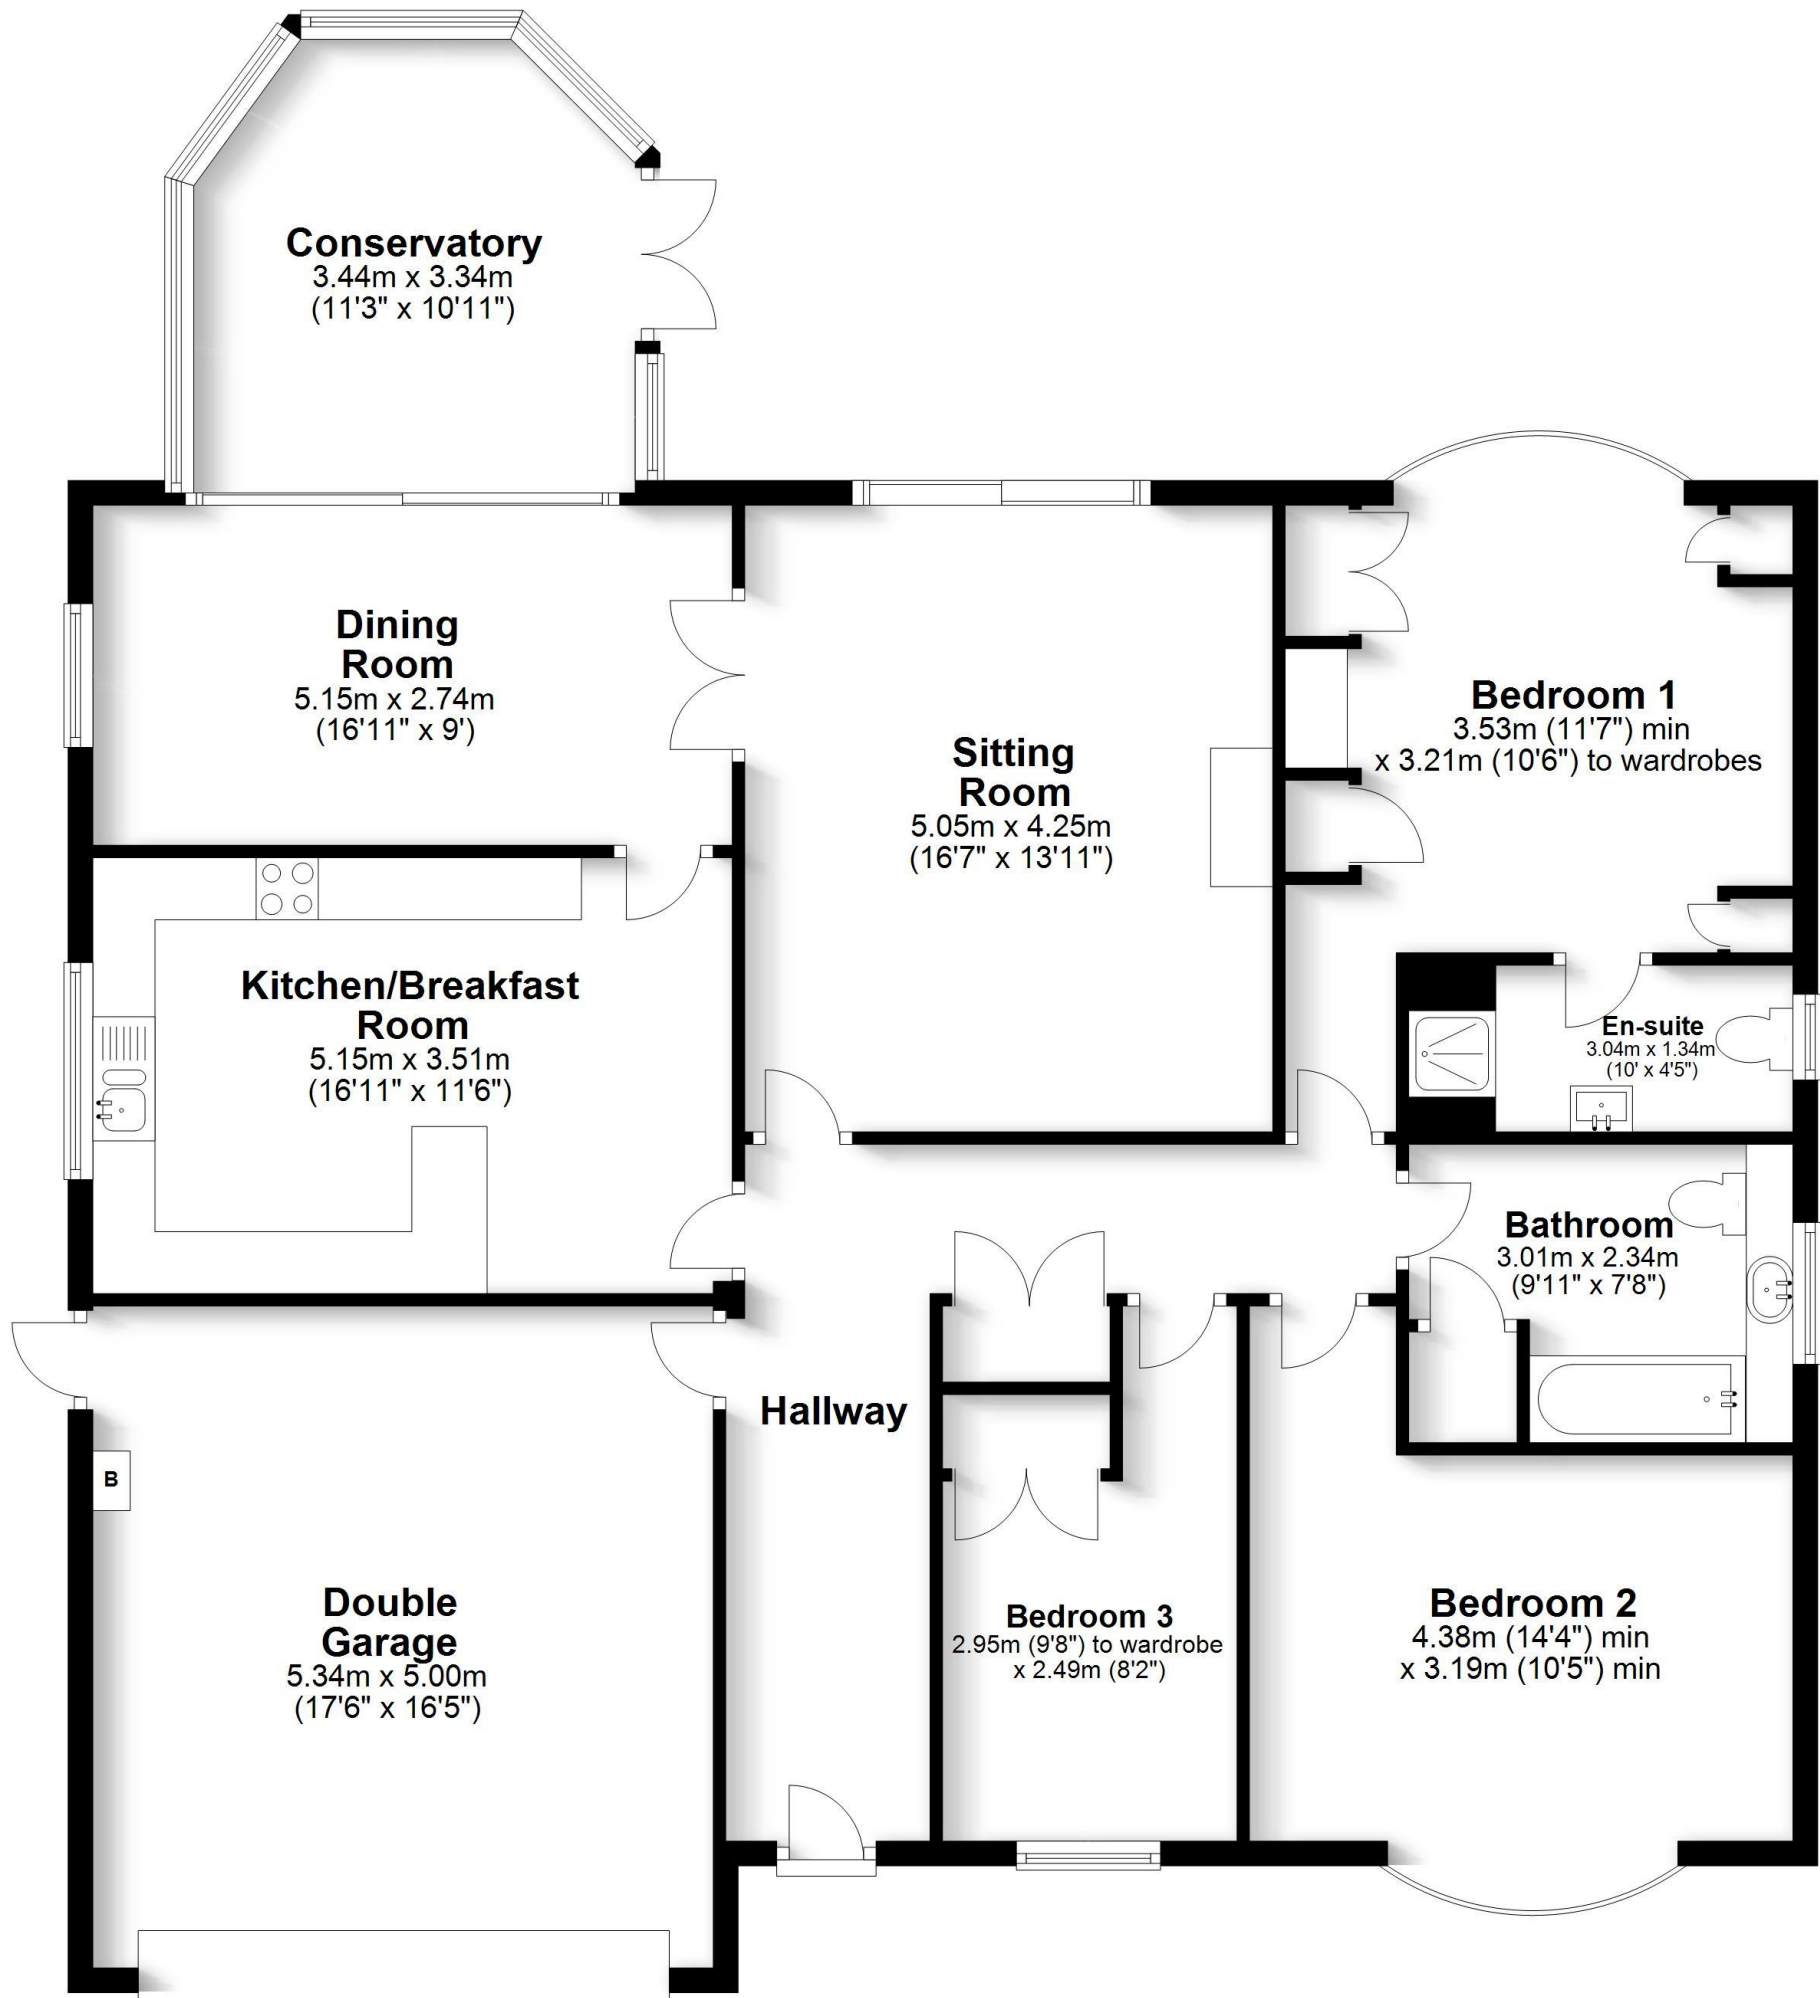 Conservatory
3.44m x 3.34m
(11'3" x 10'11")
Dining
Room
5.15m x 2.74m
(16'11" x 9')
Sitting
Room
5.05m x 4.25m
(16'7" x 13'11")
Bedroom 1
3.53m (11'7") min
x 3.21m (10'6") to wardrobes
Kitchen/Breakfast
Room
5.15m x 3.51m
(16'11" x 11'6")
En-suite
3.04m x 1.34m
(10' x 4'5")
Bathroom
3.01m x 2.34m
(9'11" x 7'8")
Hallway
B
Double
Garage
5.34m x 5.00m
(17'6" x 16'5")
Bedroom 3
2.95m (9'8") to wardrobe
x 2.49m (8'2")
Bedroom 2
4.38m (14'4") min
x 3.19m (10'5") min